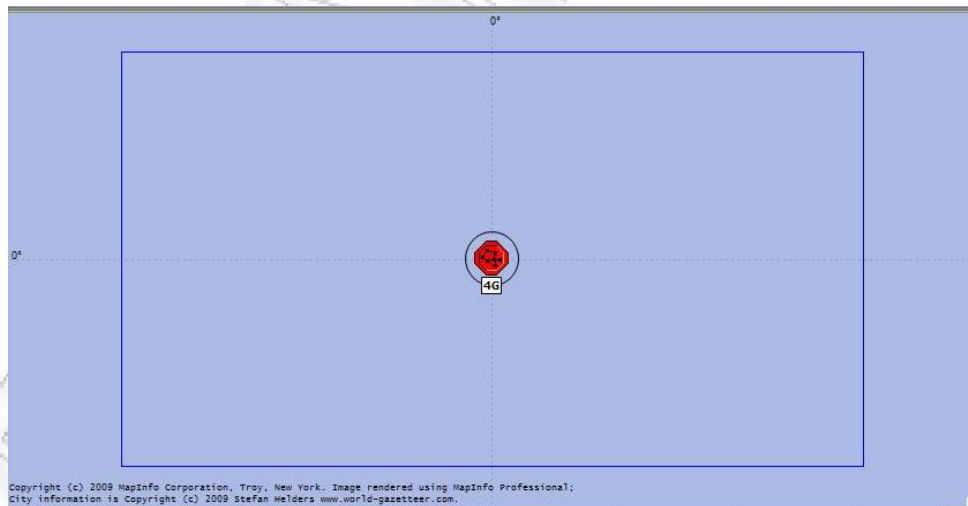 0°
0°
4G
Copyright (c) 2009 MapInfo Corporation, Troy, New York. Image rendered using MapInfo Professional;
City information is Copyright (c) 2009 Stefan Helders www.world-gazetteer.com.